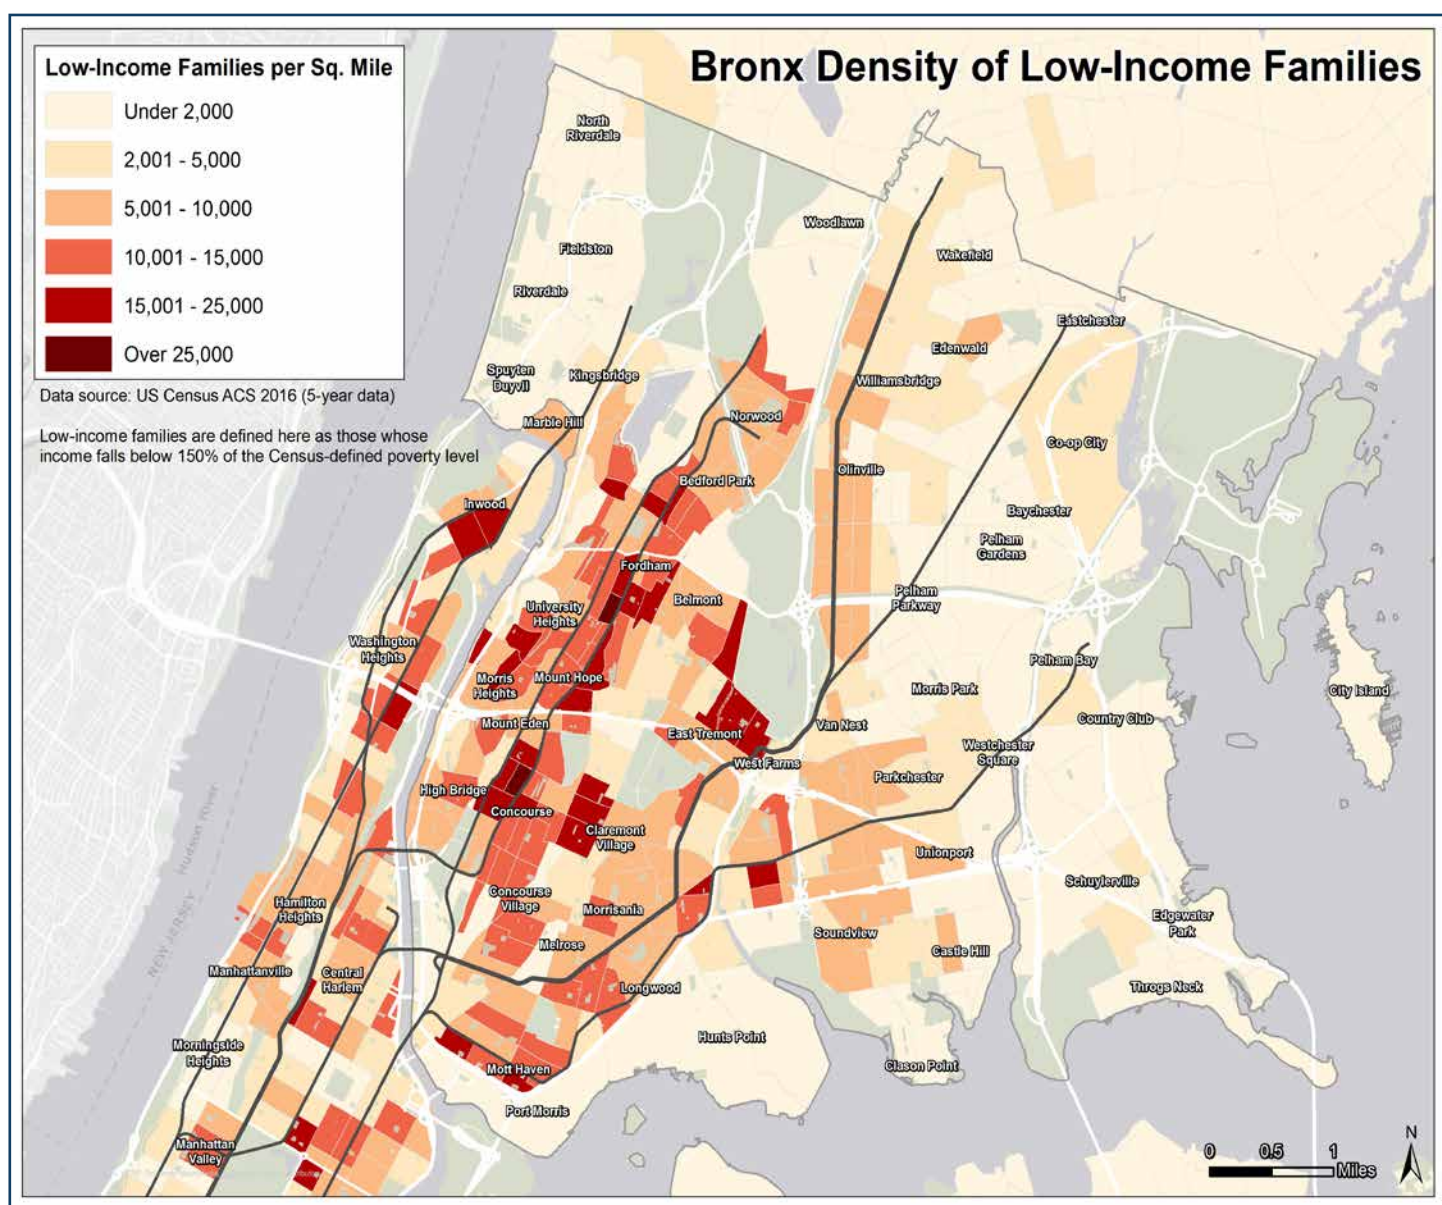 Bronx Density of Low-Income Families
Low-Income Families per Sq. Mile
Under 2,000
2,001 - 5,000
5,001 - 10,000
10,001 - 15,000
15,001 - 25,000
Over 25,000
Data source: US Census ACS 2016 (5-year data)
Low-income families are defined here as those whose
income falls below 150% of the Census-defined poverty level
North
Riverdale
Woodlawn
Fieldston
Wakefield
Riverdale
Eastchester
Edenwald
Spuyten
Duyvil
Kingsbridge
Williamsbridge
Marble Hill
Norwood
Co-op City
Olinville
Bedford Park
Inwood
Baychester
Pelham
Gardens
Fordham
University
Heights
Belmont
Pelham
Parkway
Washington
Heights
Pelham Bay
Morris
Heights
Mount Hope
Morris Park
City Island
Mount Eden
East Tremont
Van Nest
Country Club
Westchester
Square
West Farms
Parkchester
High Bridge
Concourse
Claremont
Village
Hudson River
NEW JERSEY
Unionport
Schuylerville
Concourse
Village
Morrisania
Hamilton
Heights
Edgewater
Park
Melrose
Soundview
Castle Hill
Manhattanville
Central
Harlem
Longwood
Throgs Neck
Morningside
Heights
Hunts Point
Clason Point
Mott Haven
Port Morris
Manhattan
Valley
N
0 0.5 1
Miles